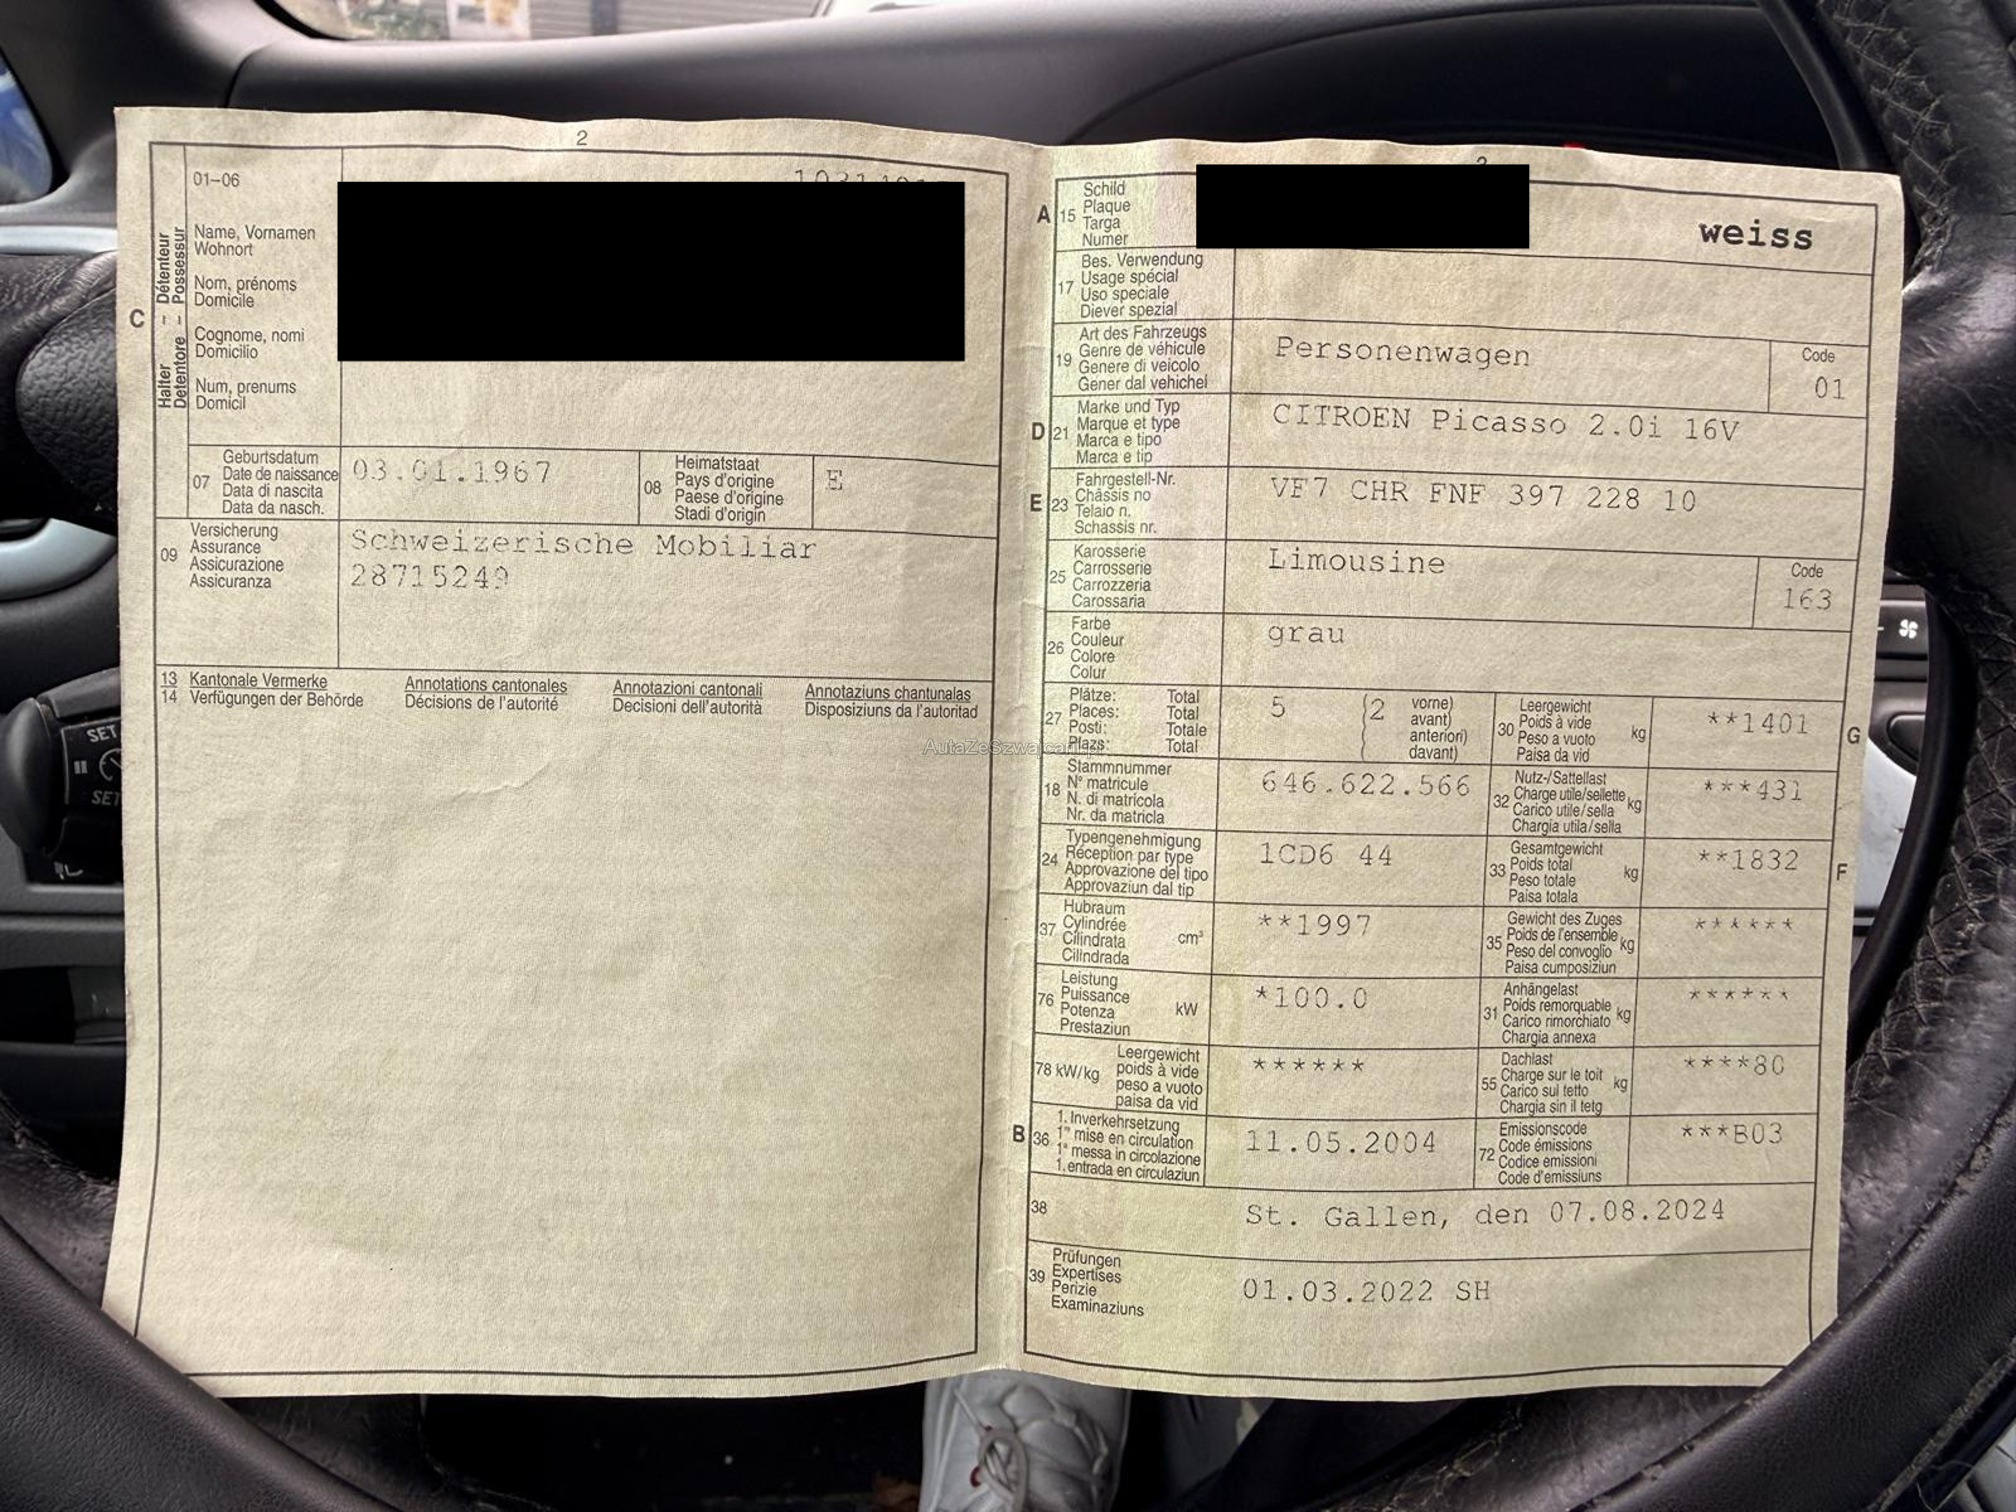 2
01-06
Name, Vornamen
Wohnort
Nom, prénoms
Domicile
Cognome, nomi
Domicilio
Num, prenums
Domicil
C
Halter – Détenteur
Detentore – Possessur
07
Geburtsdatum
Date de naissance
Data di nascita
Data da nasch.
03.01.1967
08
Heimatstaat
Pays d'origine
Paese d'origine
Stadi d'origin
E
09
Versicherung
Assurance
Assicurazione
Assicuranza
Schweizerische Mobiliar
28715249
13 Kantonale Vermerke Annotations cantonales Annotazioni cantonali Annotaziuns chantunalas
14 Verfügungen der Behörde Décisions de l'autorité Decisioni dell'autorità Disposiziuns da l'autoritad
A
15
Schild
Plaque
Targa
Numer
weiss
17
Bes. Verwendung
Usage spécial
Uso speciale
Diever spezial
19
Art des Fahrzeugs
Genre de véhicule
Genere di veicolo
Gener dal vehichel
Personenwagen
Code
01
D
21
Marke und Typ
Marque et type
Marca e tipo
Marca e tip
CITROEN Picasso 2.0i 16V
E
23
Fahrgestell-Nr.
Châssis no
Telaio n.
Schassis nr.
VF7 CHR FNF 397 228 10
25
Karosserie
Carrosserie
Carrozzeria
Carossaria
Limousine
Code
163
26
Farbe
Couleur
Colore
Colur
grau
27
Plätze: Total
Places: Total
Posti: Totale
Plazs: Total
5
(2 vorne)
avant)
anteriori)
davant)
30
Leergewicht
Poids à vide
Peso a vuoto
Paisa da vid
kg
**1401
G
18
Stammnummer
N° matricule
N. di matricola
Nr. da matricla
646.622.566
32
Nutz-/Sattellast
Charge utile/sellette
Carico utile/sella
Chargia utila/sella
kg
***431
24
Typengenehmigung
Réception par type
Approvazione del tipo
Approvaziun dal tip
1CD6 44
33
Gesamtgewicht
Poids total
Peso totale
Paisa totala
kg
**1832
F
37
Hubraum
Cylindrée
Cilindrata
Cilindrada
cm³
**1997
35
Gewicht des Zuges
Poids de l'ensemble
Peso del convoglio
Paisa cumposiziun
kg
******
76
Leistung
Puissance
Potenza
Prestaziun
kW
*100.0
31
Anhängelast
Poids remorquable
Carico rimorchiato
Chargia annexa
kg
******
78 kW/kg
Leergewicht
poids à vide
peso a vuoto
paisa da vid
******
55
Dachlast
Charge sur le toit
Carico sul tetto
Chargia sin il tetg
kg
****80
B
36
1. Inverkehrsetzung
1re mise en circulation
1a messa in circolazione
1. entrada en circulaziun
11.05.2004
72
Emissionscode
Code émissions
Codice emissioni
Code d'emissiuns
***B03
38
St. Gallen, den 07.08.2024
39
Prüfungen
Expertises
Perizie
Examinaziuns
01.03.2022 SH
SET
SET